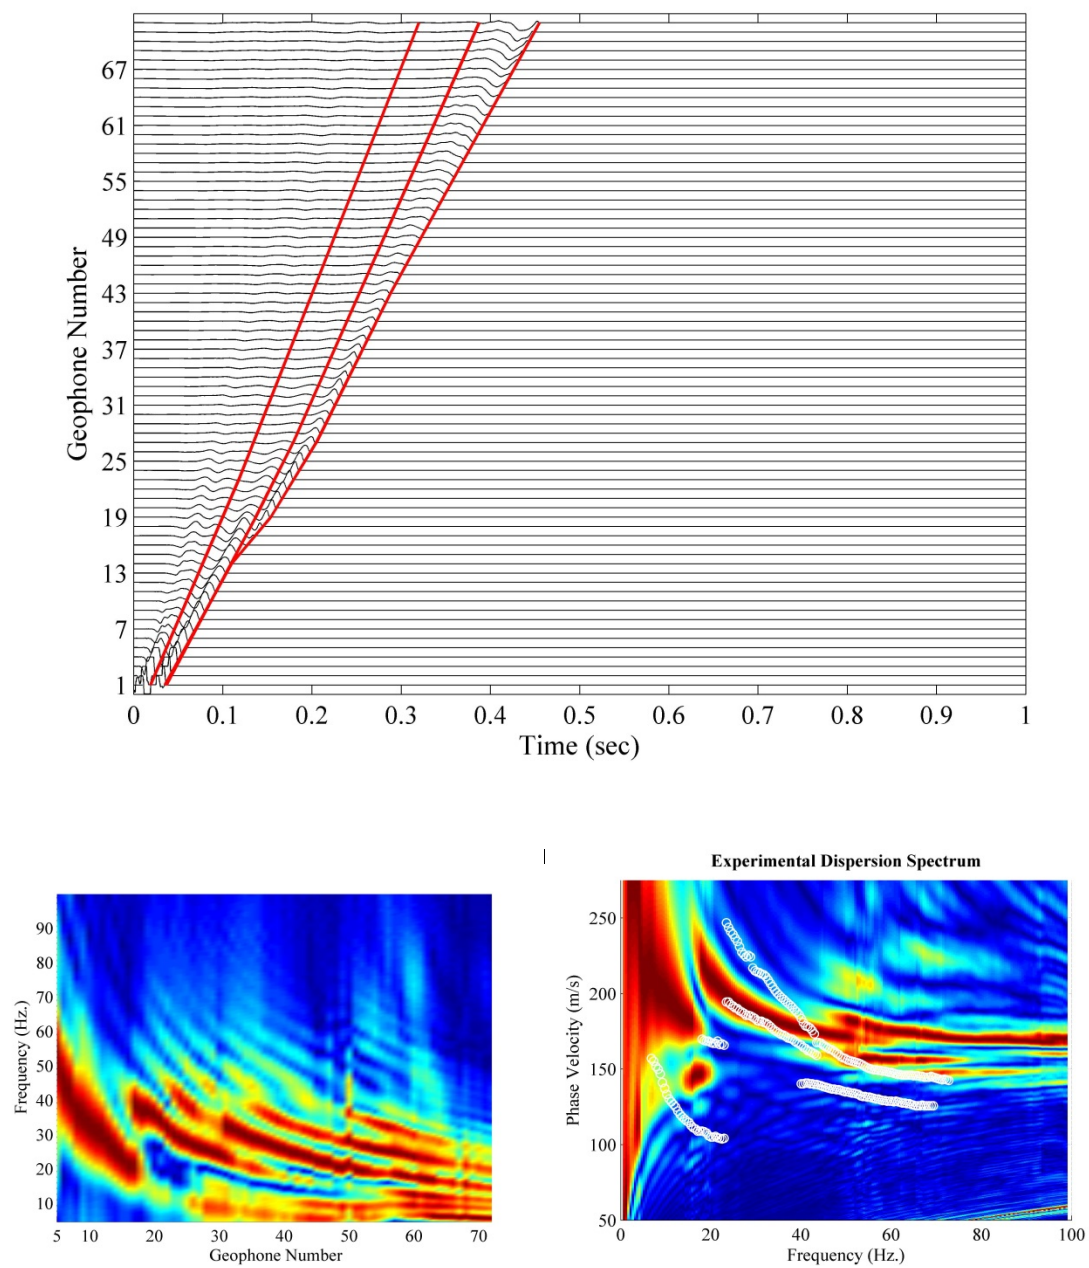 Geophone Number
67
61
55
49
43
37
31
25
19
13
7
1
0 0.1 0.2 0.3 0.4 0.5 0.6 0.7 0.8 0.9 1
Time (sec)
Frequency (Hz.)
90
80
70
60
50
40
30
20
10
5 10 20 30 40 50 60 70
Geophone Number
Experimental Dispersion Spectrum
Phase Velocity (m/s)
250
200
150
100
50
0 20 40 60 80 100
Frequency (Hz.)